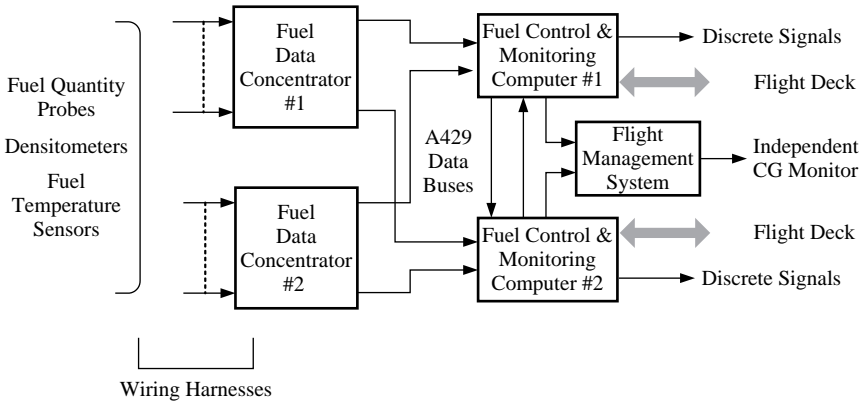 Fuel Quantity
Probes
Densitometers
Fuel
Temperature
Sensors
Wiring Harnesses
Fuel
Data
Concentrator
#1
Fuel
Data
Concentrator
#2
A429
Data
Buses
Fuel Control &
Monitoring
Computer #1
Flight
Management
System
Fuel Control &
Monitoring
Computer #2
Discrete Signals
Flight Deck
Independent
CG Monitor
Flight Deck
Discrete Signals